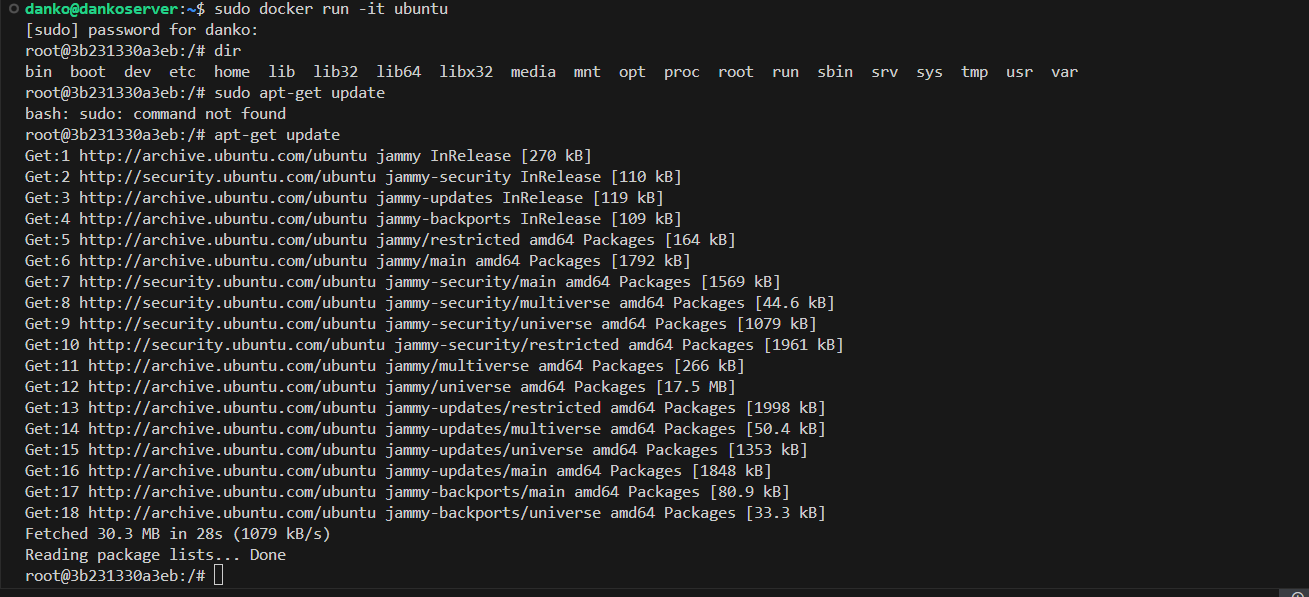 danko@dankoserver:~$ sudo docker run -it ubuntu
[sudo] password for danko:
root@3b231330a3eb:/# dir
bin  boot  dev  etc  home  lib  lib32  lib64  libx32  media  mnt  opt  proc  root  run  sbin  srv  sys  tmp  usr  var
root@3b231330a3eb:/# sudo apt-get update
bash: sudo: command not found
root@3b231330a3eb:/# apt-get update
Get:1 http://archive.ubuntu.com/ubuntu jammy InRelease [270 kB]
Get:2 http://security.ubuntu.com/ubuntu jammy-security InRelease [110 kB]
Get:3 http://archive.ubuntu.com/ubuntu jammy-updates InRelease [119 kB]
Get:4 http://archive.ubuntu.com/ubuntu jammy-backports InRelease [109 kB]
Get:5 http://archive.ubuntu.com/ubuntu jammy/restricted amd64 Packages [164 kB]
Get:6 http://archive.ubuntu.com/ubuntu jammy/main amd64 Packages [1792 kB]
Get:7 http://security.ubuntu.com/ubuntu jammy-security/main amd64 Packages [1569 kB]
Get:8 http://security.ubuntu.com/ubuntu jammy-security/multiverse amd64 Packages [44.6 kB]
Get:9 http://security.ubuntu.com/ubuntu jammy-security/universe amd64 Packages [1079 kB]
Get:10 http://security.ubuntu.com/ubuntu jammy-security/restricted amd64 Packages [1961 kB]
Get:11 http://archive.ubuntu.com/ubuntu jammy/multiverse amd64 Packages [266 kB]
Get:12 http://archive.ubuntu.com/ubuntu jammy/universe amd64 Packages [17.5 MB]
Get:13 http://archive.ubuntu.com/ubuntu jammy-updates/restricted amd64 Packages [1998 kB]
Get:14 http://archive.ubuntu.com/ubuntu jammy-updates/multiverse amd64 Packages [50.4 kB]
Get:15 http://archive.ubuntu.com/ubuntu jammy-updates/universe amd64 Packages [1353 kB]
Get:16 http://archive.ubuntu.com/ubuntu jammy-updates/main amd64 Packages [1848 kB]
Get:17 http://archive.ubuntu.com/ubuntu jammy-backports/main amd64 Packages [80.9 kB]
Get:18 http://archive.ubuntu.com/ubuntu jammy-backports/universe amd64 Packages [33.3 kB]
Fetched 30.3 MB in 28s (1079 kB/s)
Reading package lists... Done
root@3b231330a3eb:/#